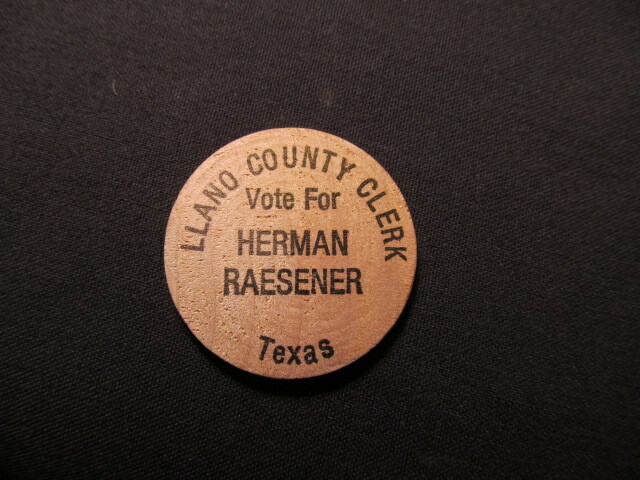 LLANO COUNTY CLERK
Vote For
HERMAN
RAESENER
Texas